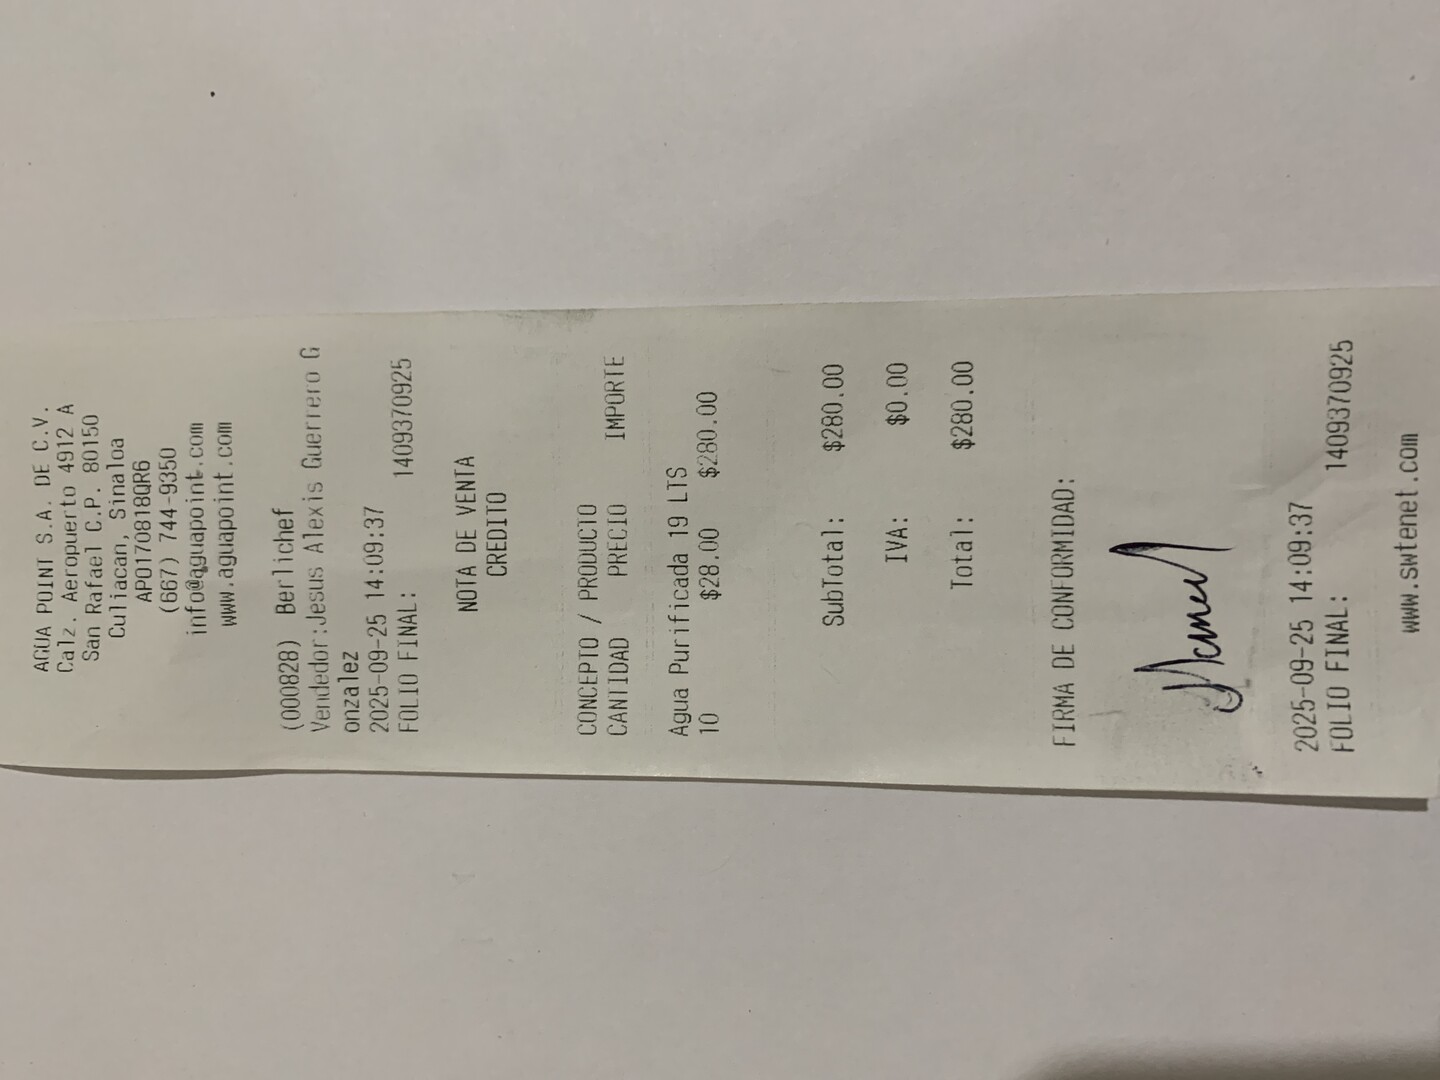 AGUA POINT S.A. DE C.V.
Calz. Aeropuerto 4912 A
San Rafael C.P. 80150
Culiacan, Sinaloa
APO170818QR6
(667) 744-9350
info@aguapoint.com
www.aguapoint.com
(000828) Berlichef
Vendedor:Jesus Alexis Guerrero G
onzalez
2025-09-25 14:09:37
FOLIO FINAL: 1409370925
NOTA DE VENTA
CREDITO
CONCEPTO / PRODUCTO
CANTIDAD PRECIO IMPORTE
Agua Purificada 19 LTS
10 $28.00 $280.00
SubTotal: $280.00
IVA: $0.00
Total: $280.00
FIRMA DE CONFORMIDAD:
2025-09-25 14:09:37
FOLIO FINAL: 1409370925
www.swtenet.com